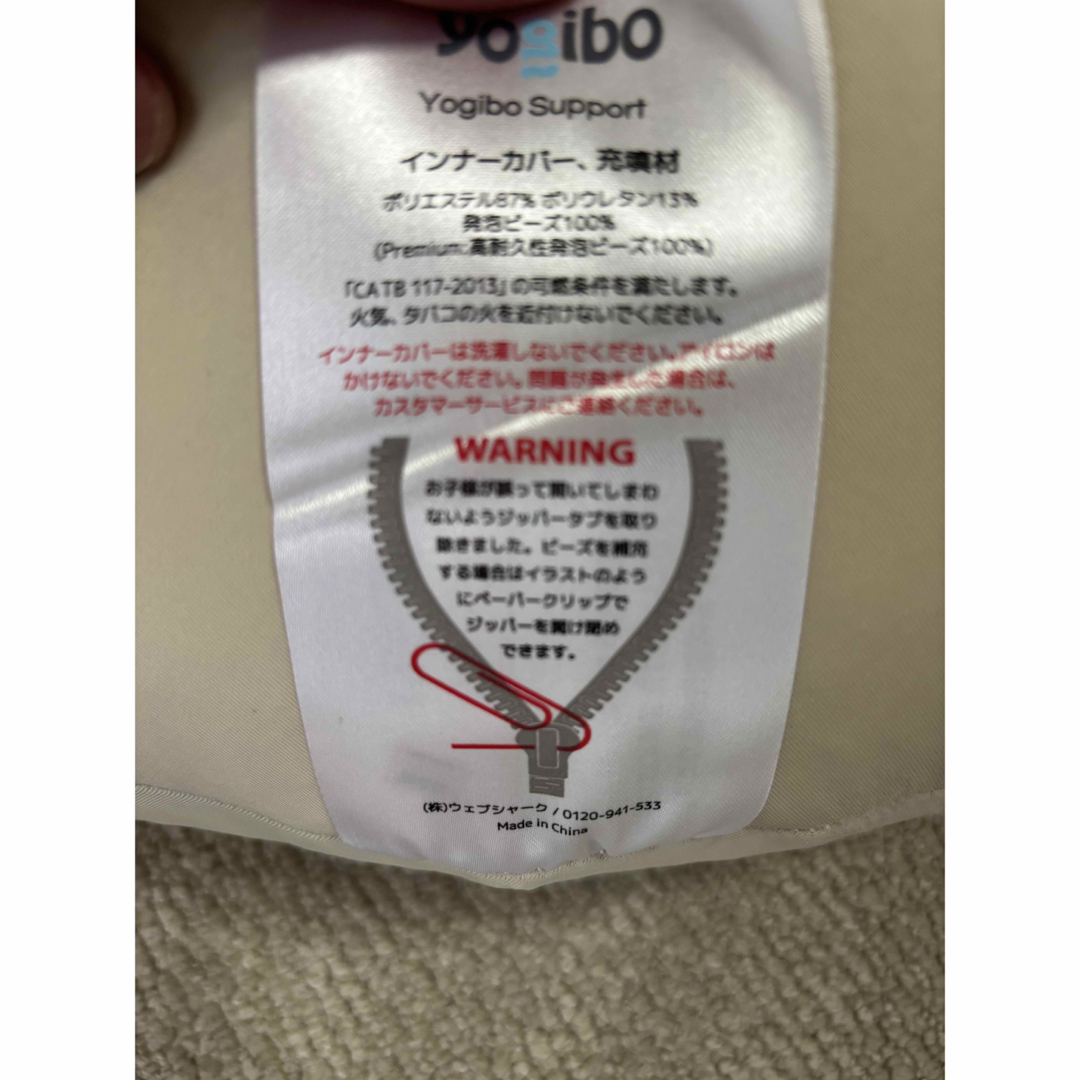 yogibo
Yogibo Support
インナーカバー、充填材
ポリエステル87% ポリウレタン13%
発泡ビーズ100%
(Premium:高耐久性発泡ビーズ100%)
「CA TB 117-2013」の可燃条件を満たします。
火気、タバコの火を近付けないでください。
インナーカバーは洗濯しないでください。アイロンは
かけないでください。問題が発生した場合は、
カスタマーサービスにご連絡ください。
WARNING
お子様が誤って開いてしまわ
ないようジッパータブを取り
除きました。ビーズを補充
する場合はイラストのよう
にペーパークリップで
ジッパーを開け閉め
できます。
(株)ウェブシャーク / 0120-941-533
Made in China